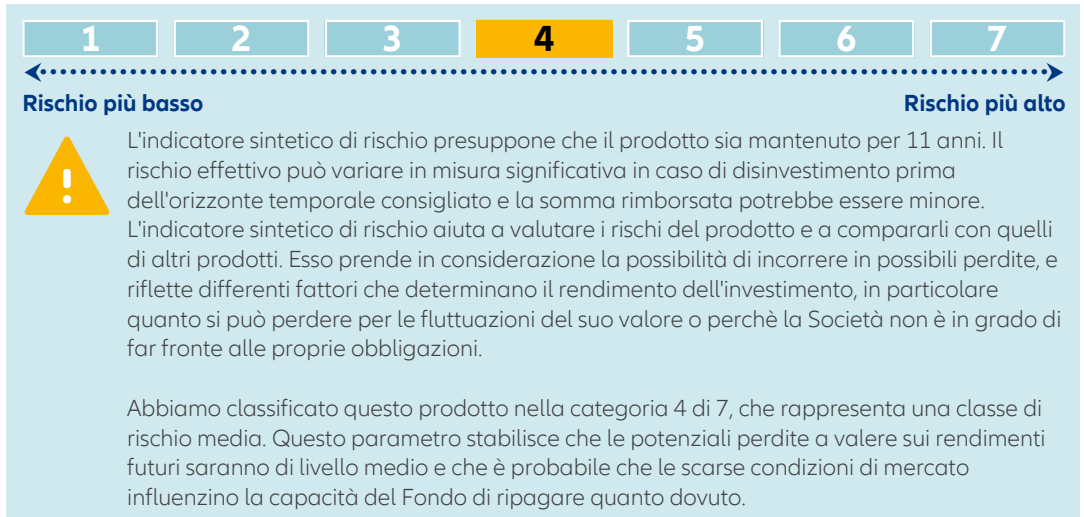 1 2 3 4 5 6 7
Rischio più basso Rischio più alto
L'indicatore sintetico di rischio presuppone che il prodotto sia mantenuto per 11 anni. Il
rischio effettivo può variare in misura significativa in caso di disinvestimento prima
dell'orizzonte temporale consigliato e la somma rimborsata potrebbe essere minore.
L'indicatore sintetico di rischio aiuta a valutare i rischi del prodotto e a compararli con quelli
di altri prodotti. Esso prende in considerazione la possibilità di incorrere in possibili perdite, e
riflette differenti fattori che determinano il rendimento dell'investimento, in particolare
quanto si può perdere per le fluttuazioni del suo valore o perchè la Società non è in grado di
far fronte alle proprie obbligazioni.
Abbiamo classificato questo prodotto nella categoria 4 di 7, che rappresenta una classe di
rischio media. Questo parametro stabilisce che le potenziali perdite a valere sui rendimenti
futuri saranno di livello medio e che è probabile che le scarse condizioni di mercato
influenzino la capacità del Fondo di ripagare quanto dovuto.